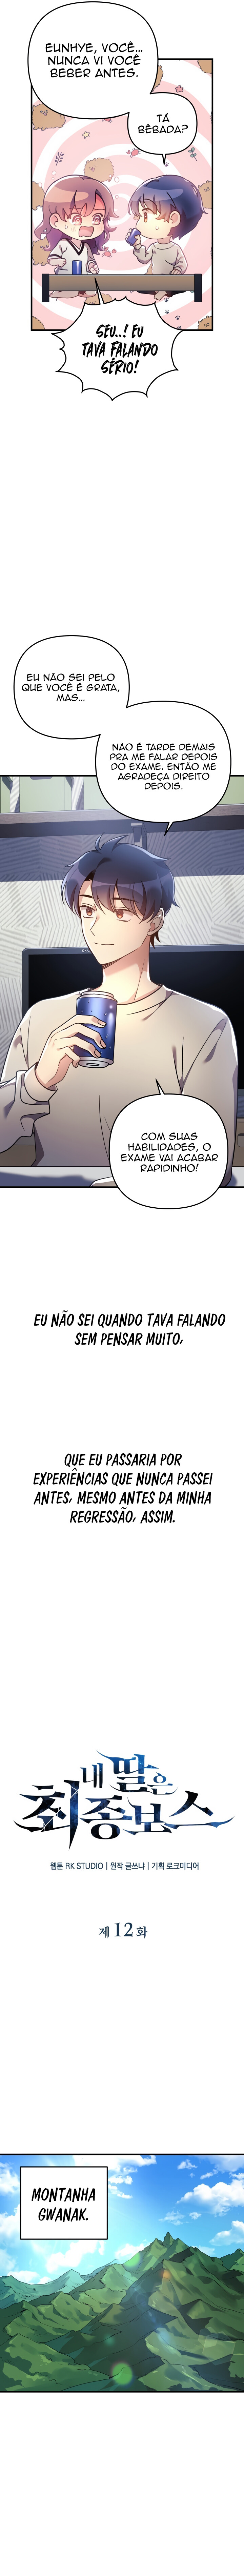 EUNHYE, VOCÊ...
NUNCA VI VOCÊ
BEBER ANTES.
TÁ
BÊBADA?
SEU..! EU
TAVA FALANDO
SÉRIO!
EU NÃO SEI PELO
QUE VOCÊ É GRATA,
MAS...
NÃO É TARDE DEMAIS
PRA ME FALAR DEPOIS
DO EXAME. ENTÃO ME
AGRADEÇA DIREITO
DEPOIS.
COM SUAS
HABILIDADES, O
EXAME VAI ACABAR
RAPIDINHO!
EU NÃO SEI QUANDO TAVA FALANDO
SEM PENSAR MUITO,
QUE EU PASSARIA POR
EXPERIÊNCIAS QUE NUNCA PASSEI
ANTES, MESMO ANTES DA MINHA
REGRESSÃO, ASSIM.
내 딸은
최종보스
웹툰 RK STUDIO | 원작 글쓰냐 | 기획 로크미디어
제 12 화
MONTANHA
GWANAK.